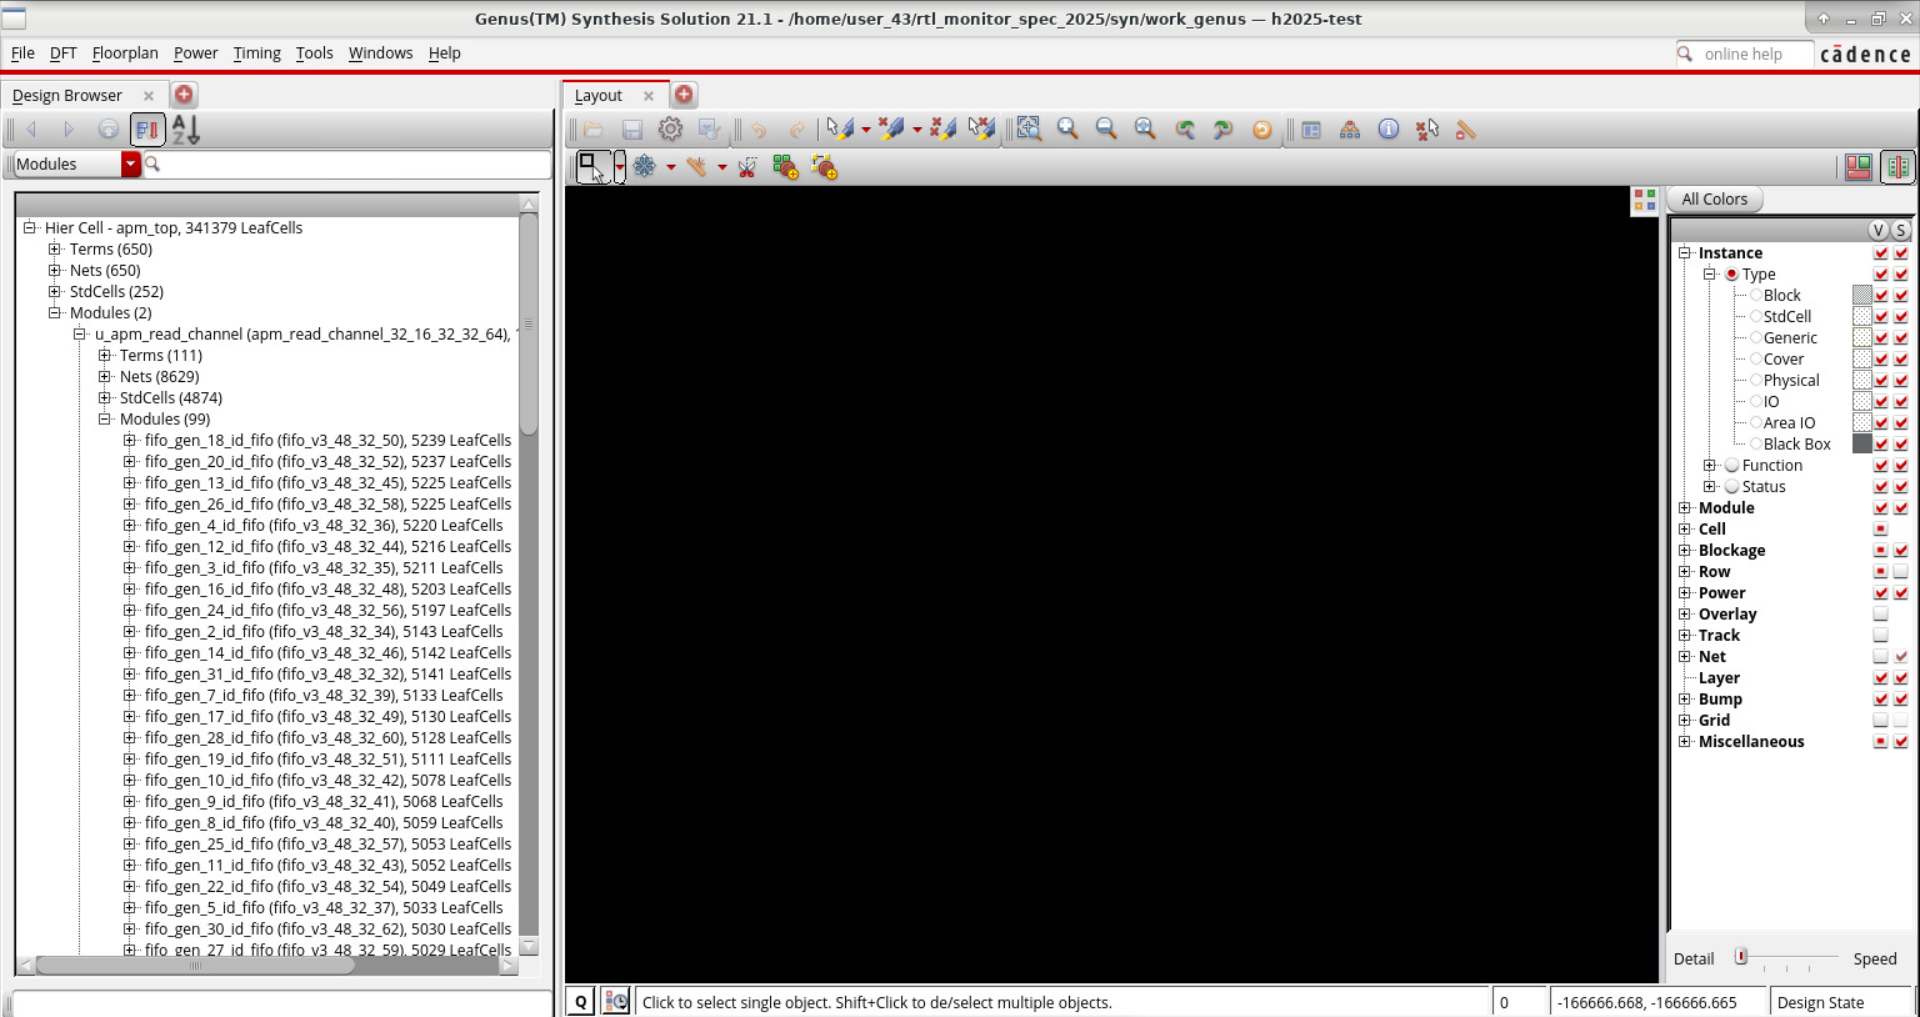 Genus(TM) Synthesis Solution 21.1 - /home/user_43/rtl_monitor_spec_2025/syn/work_genus — h2025-test
File DFT Floorplan Power Timing Tools Windows Help
online help
cādence
Design Browser
Layout
Modules
Hier Cell - apm_top, 341379 LeafCells
Terms (650)
Nets (650)
StdCells (252)
Modules (2)
u_apm_read_channel (apm_read_channel_32_16_32_32_64),
Terms (111)
Nets (8629)
StdCells (4874)
Modules (99)
fifo_gen_18_id_fifo (fifo_v3_48_32_50), 5239 LeafCells
fifo_gen_20_id_fifo (fifo_v3_48_32_52), 5237 LeafCells
fifo_gen_13_id_fifo (fifo_v3_48_32_45), 5225 LeafCells
fifo_gen_26_id_fifo (fifo_v3_48_32_58), 5225 LeafCells
fifo_gen_4_id_fifo (fifo_v3_48_32_36), 5220 LeafCells
fifo_gen_12_id_fifo (fifo_v3_48_32_44), 5216 LeafCells
fifo_gen_3_id_fifo (fifo_v3_48_32_35), 5211 LeafCells
fifo_gen_16_id_fifo (fifo_v3_48_32_48), 5203 LeafCells
fifo_gen_24_id_fifo (fifo_v3_48_32_56), 5197 LeafCells
fifo_gen_2_id_fifo (fifo_v3_48_32_34), 5143 LeafCells
fifo_gen_14_id_fifo (fifo_v3_48_32_46), 5142 LeafCells
fifo_gen_31_id_fifo (fifo_v3_48_32_32), 5141 LeafCells
fifo_gen_7_id_fifo (fifo_v3_48_32_39), 5133 LeafCells
fifo_gen_17_id_fifo (fifo_v3_48_32_49), 5130 LeafCells
fifo_gen_28_id_fifo (fifo_v3_48_32_60), 5128 LeafCells
fifo_gen_19_id_fifo (fifo_v3_48_32_51), 5111 LeafCells
fifo_gen_10_id_fifo (fifo_v3_48_32_42), 5078 LeafCells
fifo_gen_9_id_fifo (fifo_v3_48_32_41), 5068 LeafCells
fifo_gen_8_id_fifo (fifo_v3_48_32_40), 5059 LeafCells
fifo_gen_25_id_fifo (fifo_v3_48_32_57), 5053 LeafCells
fifo_gen_11_id_fifo (fifo_v3_48_32_43), 5052 LeafCells
fifo_gen_22_id_fifo (fifo_v3_48_32_54), 5049 LeafCells
fifo_gen_5_id_fifo (fifo_v3_48_32_37), 5033 LeafCells
fifo_gen_30_id_fifo (fifo_v3_48_32_62), 5030 LeafCells
fifo_gen_27_id_fifo (fifo_v3_48_32_59), 5029 LeafCells
All Colors
V S
Instance
Type
Block
StdCell
Generic
Cover
Physical
IO
Area IO
Black Box
Function
Status
Module
Cell
Blockage
Row
Power
Overlay
Track
Net
Layer
Bump
Grid
Miscellaneous
Detail Speed
Q
Click to select single object. Shift+Click to de/select multiple objects.
0
-166666.668, -166666.665
Design State